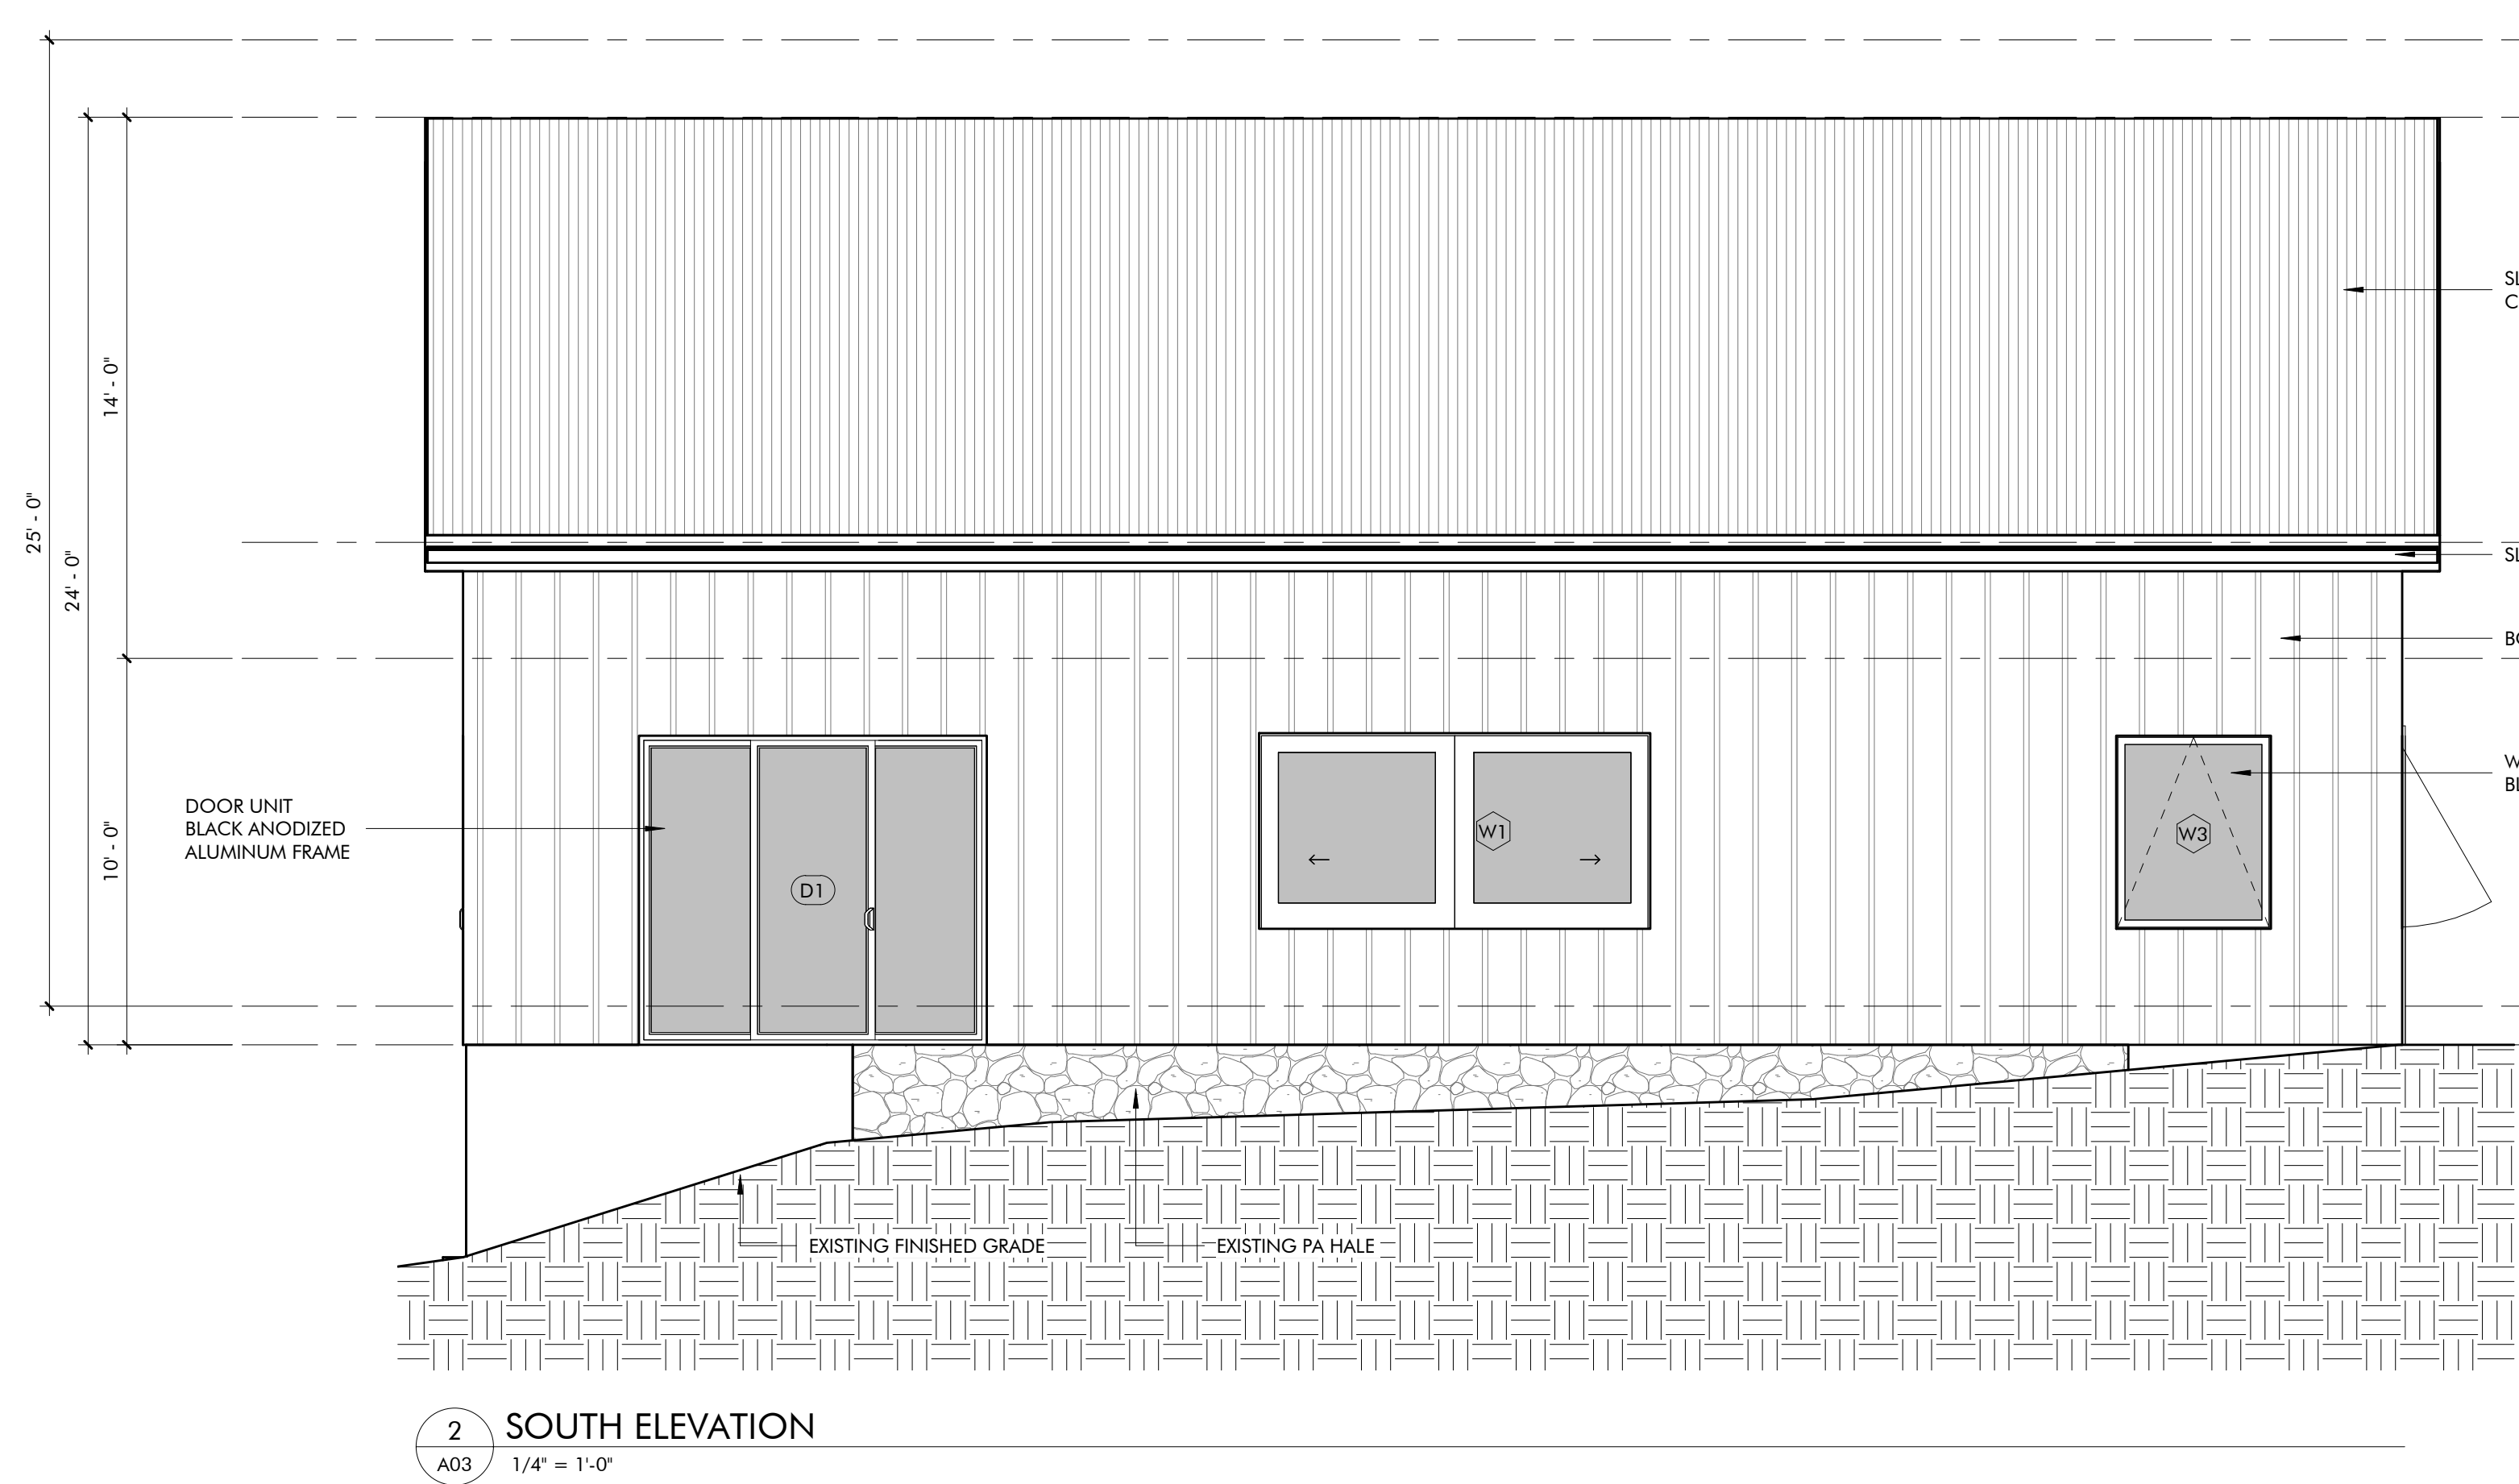 25' - 0"
24' - 0"
14' - 0"
10' - 0"
DOOR UNIT
BLACK ANODIZED
ALUMINUM FRAME
D1
W1
W3
EXISTING FINISHED GRADE
EXISTING PA HALE
2
A03
SOUTH ELEVATION
1/4" = 1'-0"